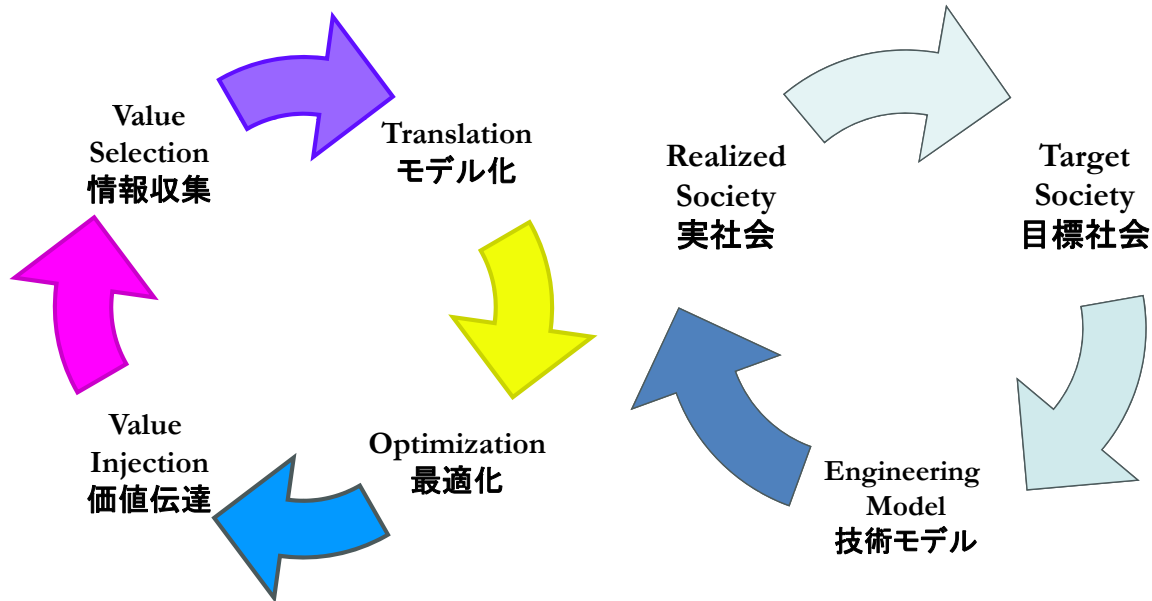 Value
Selection
情報収集
Translation
モデル化
Optimization
最適化
Value
Injection
価値伝達
Realized
Society
実社会
Target
Society
目標社会
Engineering
Model
技術モデル